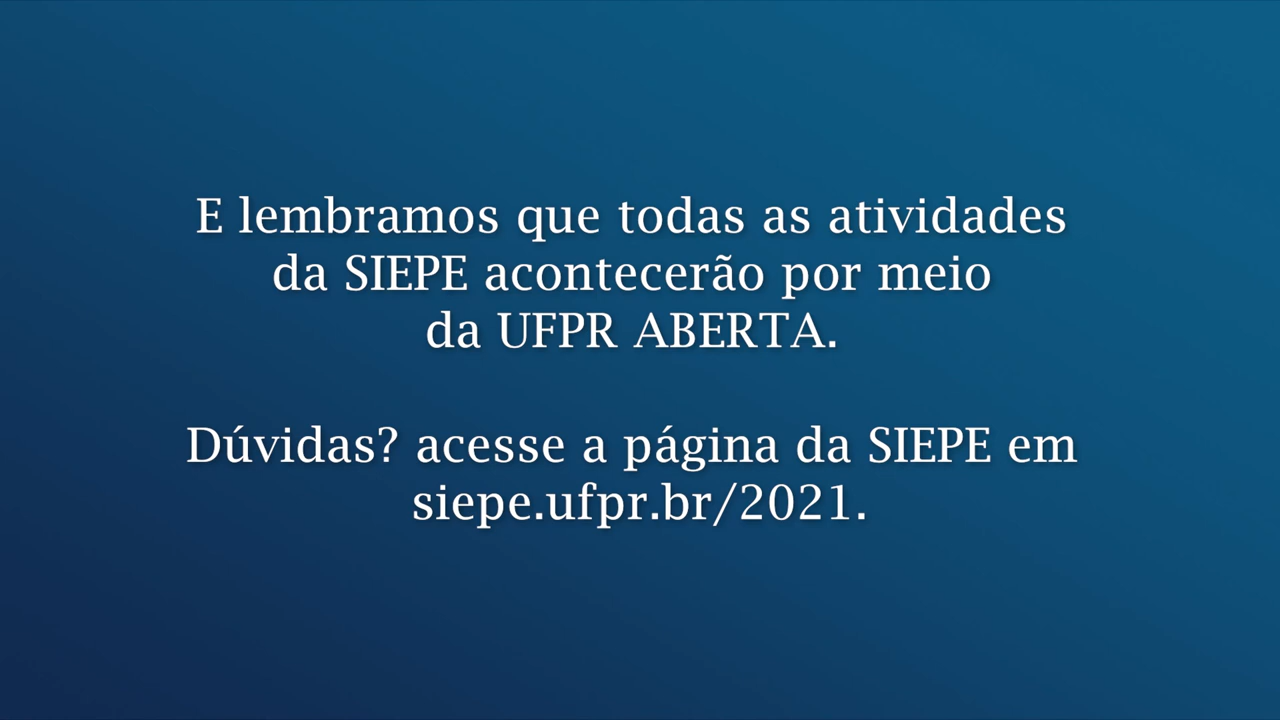 E lembramos que todas as atividades
da SIEPE acontecerão por meio
da UFPR ABERTA.
Dúvidas? acesse a página da SIEPE em
siepe.ufpr.br/2021.